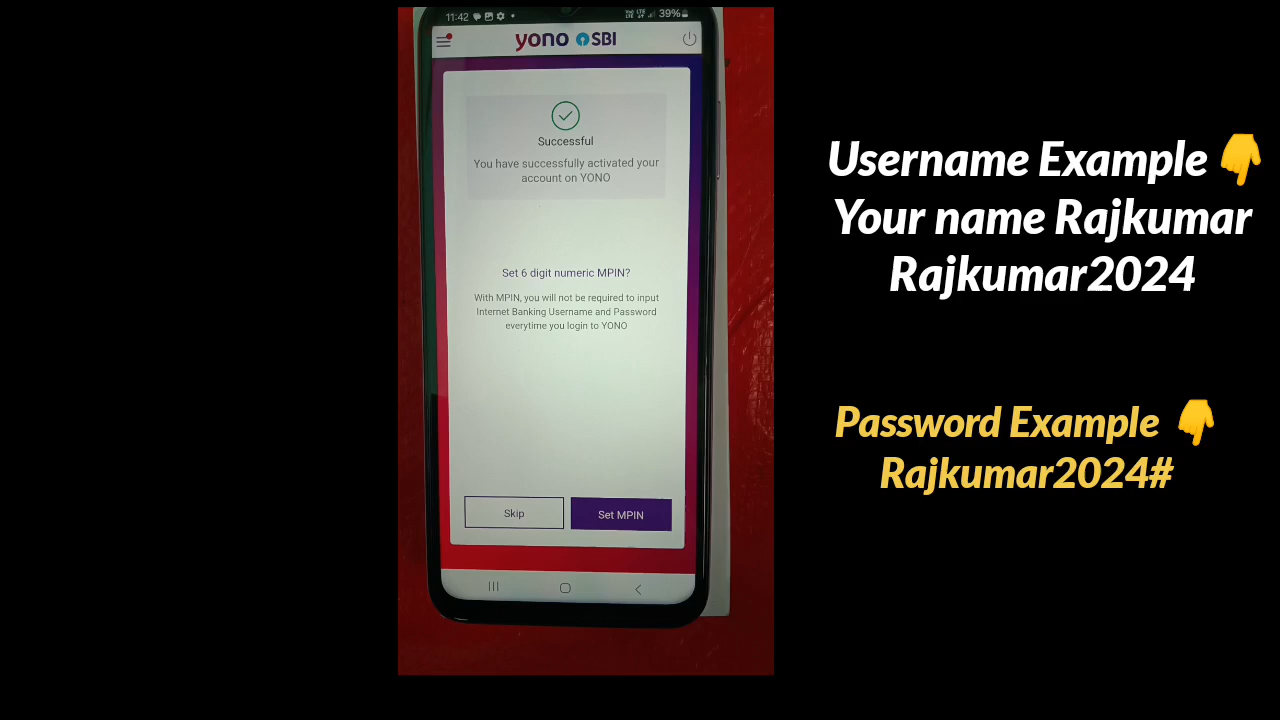 11:42
39%
yono SBI
Successful
You have successfully activated your
account on YONO
Set 6 digit numeric MPIN?
With MPIN, you will not be required to input
Internet Banking Username and Password
everytime you login to YONO
Skip
Set MPIN
Username Example 👇
Your name Rajkumar
Rajkumar2024
Password Example 👇
Rajkumar2024#